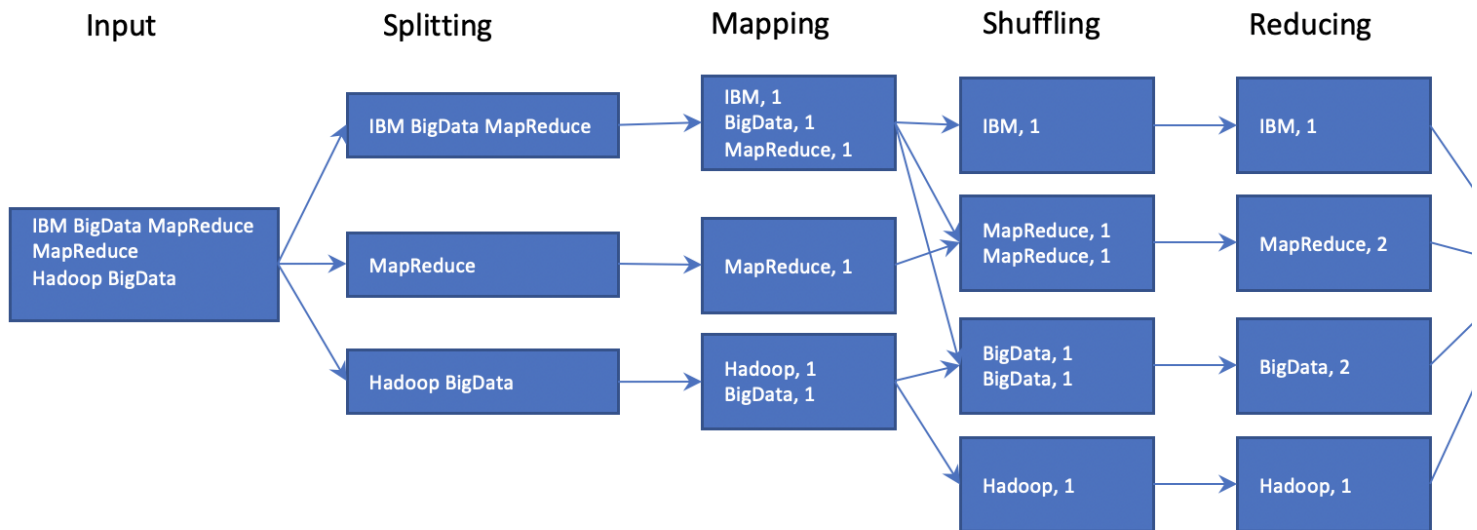 Input
Splitting
Mapping
Shuffling
Reducing
IBM BigData MapReduce
MapReduce
Hadoop BigData
IBM BigData MapReduce
MapReduce
Hadoop BigData
IBM, 1
BigData, 1
MapReduce, 1
MapReduce, 1
Hadoop, 1
BigData, 1
IBM, 1
MapReduce, 1
MapReduce, 1
BigData, 1
BigData, 1
Hadoop, 1
IBM, 1
MapReduce, 2
BigData, 2
Hadoop, 1